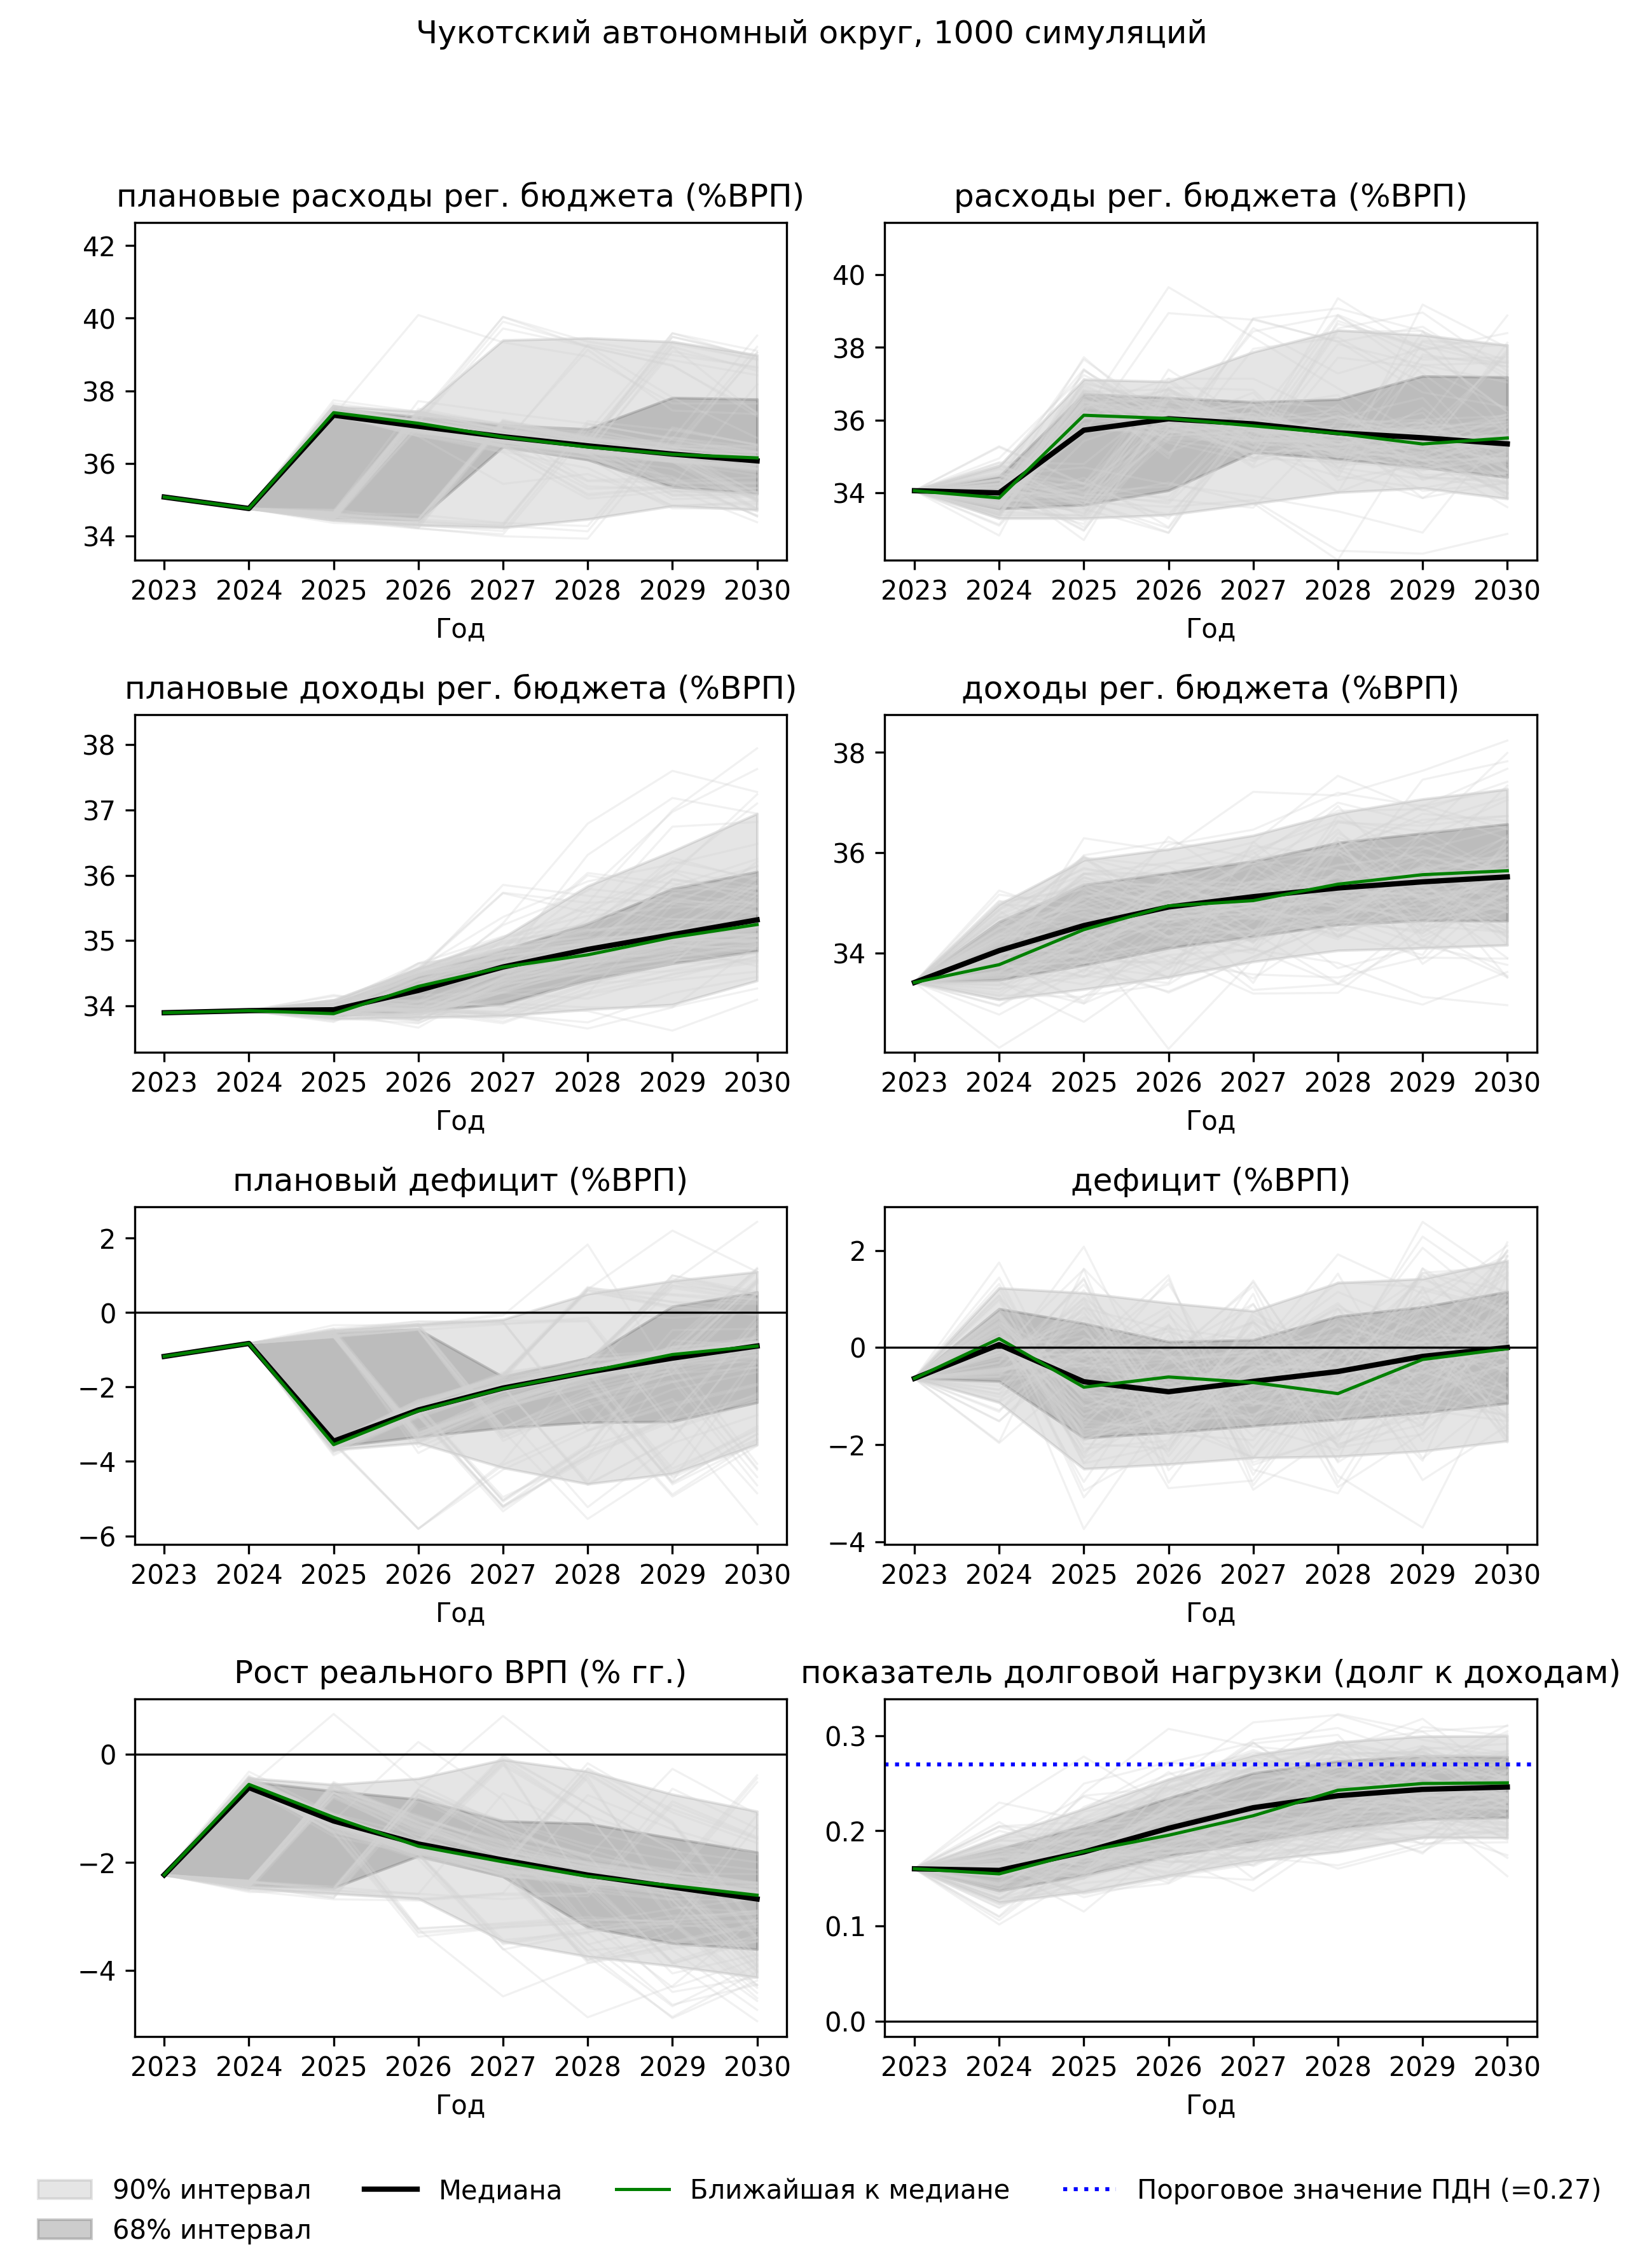 Чукотский автономный округ, 1000 симуляций
плановые расходы рег. бюджета (%ВРП)
42
40
38
36
34
2023 2024 2025 2026 2027 2028 2029 2030
Год
расходы рег. бюджета (%ВРП)
40
38
36
34
2023 2024 2025 2026 2027 2028 2029 2030
Год
плановые доходы рег. бюджета (%ВРП)
38
37
36
35
34
2023 2024 2025 2026 2027 2028 2029 2030
Год
доходы рег. бюджета (%ВРП)
38
36
34
2023 2024 2025 2026 2027 2028 2029 2030
Год
плановый дефицит (%ВРП)
2
0
−2
−4
−6
2023 2024 2025 2026 2027 2028 2029 2030
Год
дефицит (%ВРП)
2
0
−2
−4
2023 2024 2025 2026 2027 2028 2029 2030
Год
Рост реального ВРП (% гг.)
0
−2
−4
2023 2024 2025 2026 2027 2028 2029 2030
Год
показатель долговой нагрузки (долг к доходам)
0.3
0.2
0.1
0.0
2023 2024 2025 2026 2027 2028 2029 2030
Год
90% интервал
68% интервал
Медиана
Ближайшая к медиане
Пороговое значение ПДН (=0.27)